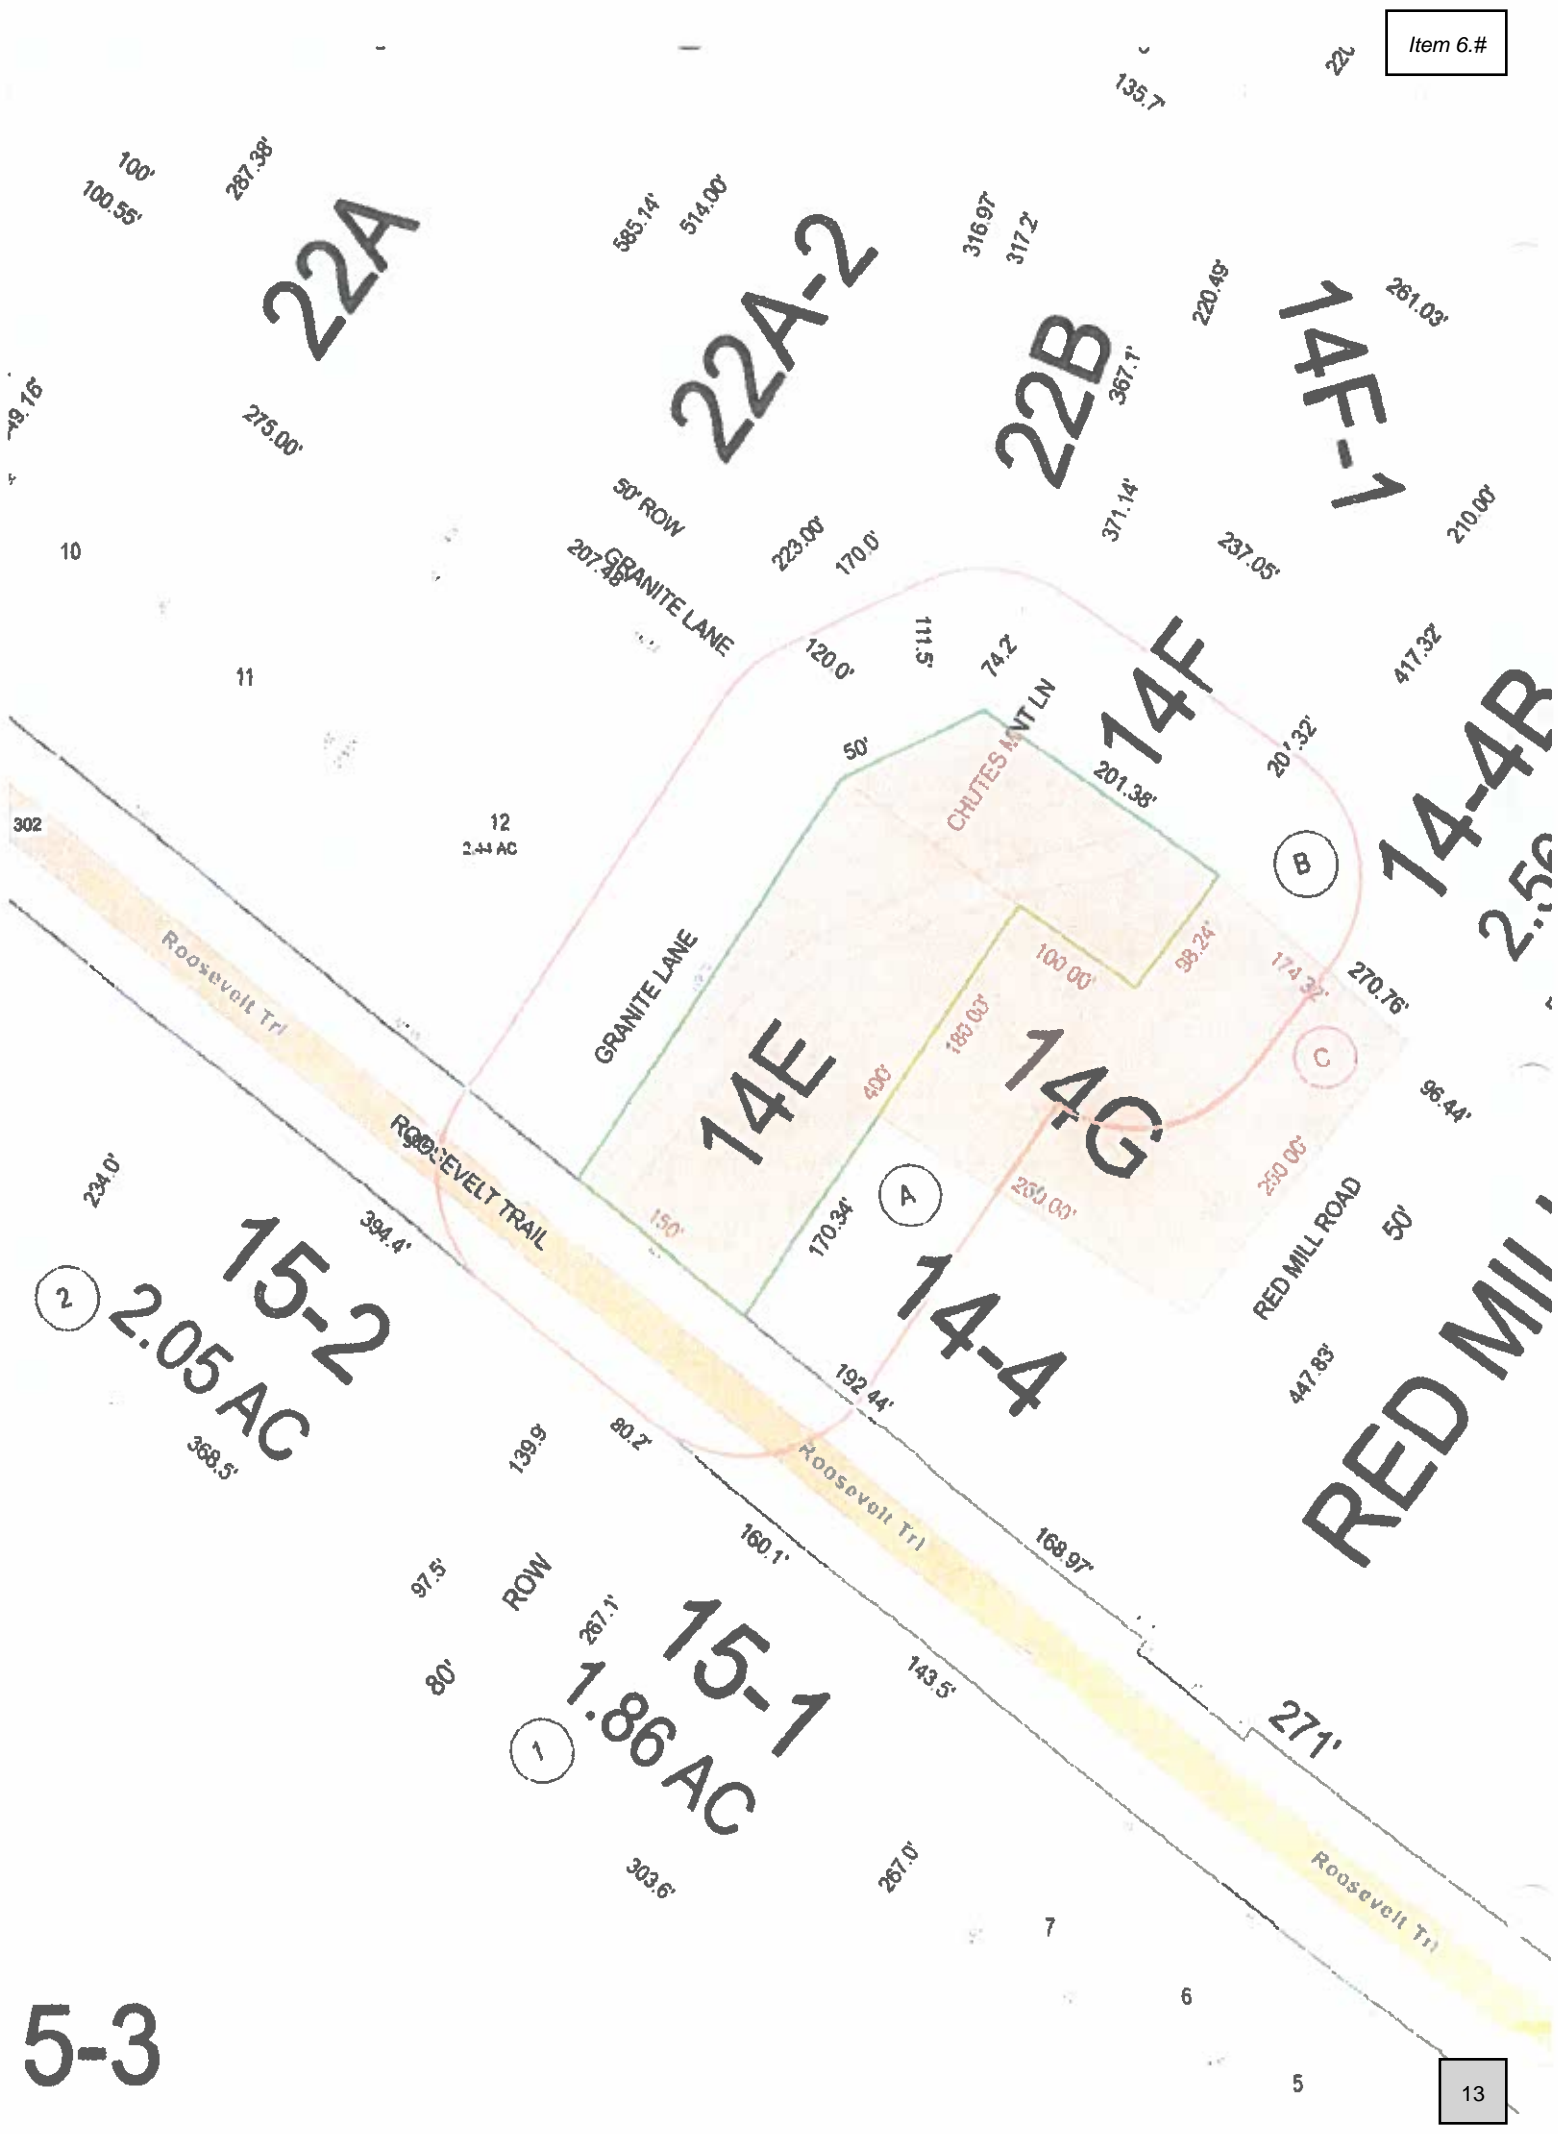 Item 6.#
135.7'
100'
100.55'
287.38'
22A
585.14'
514.00'
22A-2
316.97'
317.2'
22B
367.1'
220.49'
14F-1
261.03'
275.00'
50' ROW
207.48'
GRANITE LANE
223.00'
170.0'
371.14'
237.05'
210.00'
10
11
120.0'
111.5'
74.2'
14F
417.32'
14-4B
50'
CHUTES MNT LN
201.38'
302
12
2.44 AC
B
Roosevelt Trl
GRANITE LANE
100.00'
98.24'
174.32'
270.76'
180.00'
14E
400'
14G
C
96.44'
ROOSEVELT TRAIL
234.0'
394.4'
150'
170.34'
A
250.00'
250.00'
RED MILL ROAD
50'
15-2
2
2.05 AC
14-4
192.44'
447.83'
368.5'
139.9'
80.2'
Roosevelt Trl
RED MILL
160.1'
168.97'
97.5'
ROW
267.1'
15-1
80'
1.86 AC
143.5'
1
271'
303.6'
267.0'
Roosevelt Trl
7
6
5-3
5
13